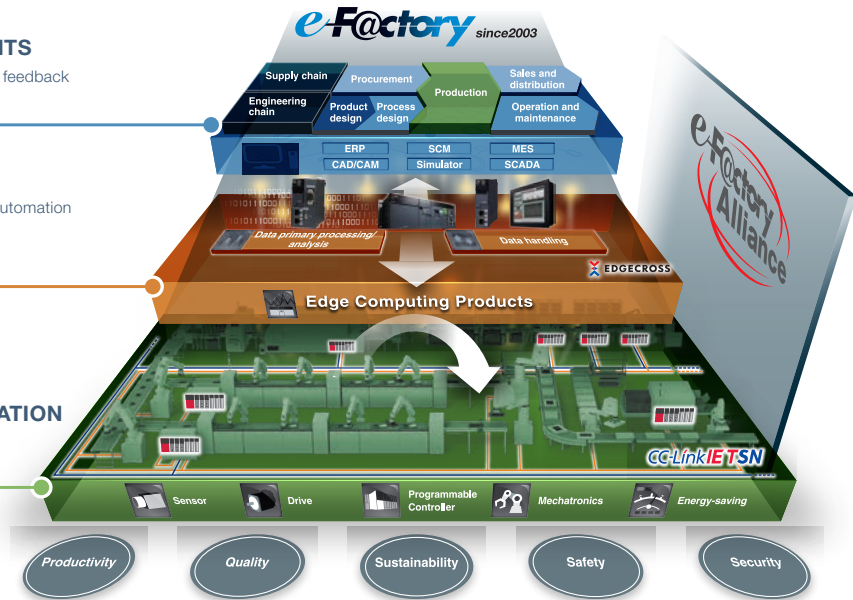 e-F@ctory since2003
ITS
feedback
Supply chain
Procurement
Production
Sales and
distribution
Engineering
chain
Product
design
Process
design
Operation and
maintenance
ERP
SCM
MES
CAD/CAM
Simulator
SCADA
utomation
Data primary processing/
analysis
Data handling
EDGECROSS
Edge Computing Products
e-F@ctory
Alliance
ATION
CC-Link IE TSN
Sensor
Drive
Programmable
Controller
Mechatronics
Energy-saving
Productivity
Quality
Sustainability
Safety
Security